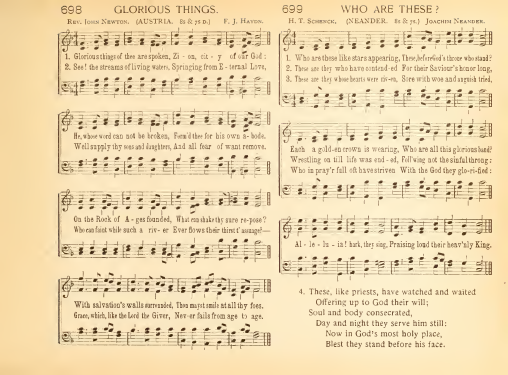 698 GLORIOUS THINGS.
REV. JOHN NEWTON. (AUSTRIA. 8s & 7s D.) F. J. HAYDN.
1. Glorious things of thee are spoken, Zi - on, cit - y of our God:
2. See! the streams of living waters, Springing from E - ternal Love,
He, whose word can not be broken, Form'd thee for his own a - bode.
Well supply thy sons and daughters, And all fear of want remove.
On the Rock of A - ges founded, What can shake thy sure re - pose?
Who can faint while such a riv - er Ever flows their thirst t' assuage?—
With salvation's walls surrounded, Thou mayst smile at all thy foes.
Grace, which, like the Lord the Giver, Nev - er fails from age to age.
699 WHO ARE THESE?
H. T. SCHENCK. (NEANDER. 8s & 7s.) JOACHIM NEANDER.
1. Who are these like stars appearing, These, before God's throne who stand?
2. These are they who have contend - ed For their Saviour's honor long,
3. These are they whose hearts were riv - en, Sore with woe and anguish tried,
Each a gold - en crown is wearing, Who are all this glorious band?
Wrestling on till life was end - ed, Foll'wing not the sinful throng:
Who in pray'r full oft have striven With the God they glo - ri - fied:
Al - le - lu - ia! hark, they sing, Praising loud their heav'nly King.
4. These, like priests, have watched and waited
Offering up to God their will;
Soul and body consecrated,
Day and night they serve him still:
Now in God's most holy place,
Blest they stand before his face.